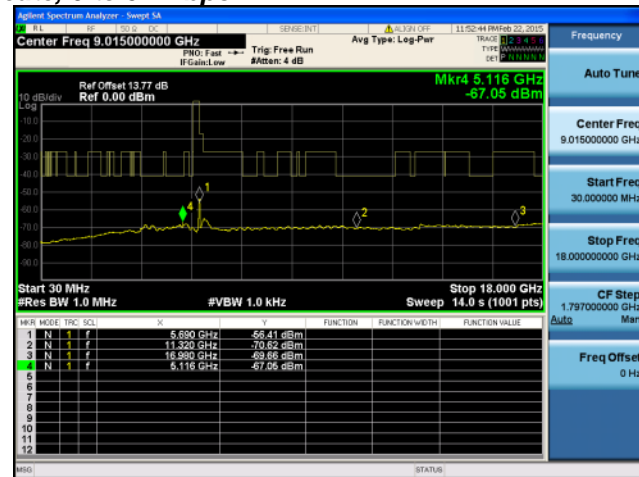 Agilent Spectrum Analyzer - Swept SA
RL RF 50 Ω DC SENSE:INT ALIGN OFF 11:52:44 PMFeb 22, 2015
Center Freq 9.015000000 GHz
PNO: Fast
IFGain:Low
Trig: Free Run
#Atten: 4 dB
Avg Type: Log-Pwr
TRACE 1 2 3 4 5 6
TYPE
DET P N N N N N
Frequency
Auto Tune
Center Freq
9.015000000 GHz
Start Freq
30.000000 MHz
Stop Freq
18.000000000 GHz
CF Step
1.797000000 GHz
Auto Man
Freq Offset
0 Hz
Mkr4 5.116 GHz
-67.05 dBm
Ref Offset 13.77 dB
10 dB/div Ref 0.00 dBm
Log
-10.0
-20.0
-30.0
-40.0
-50.0
-60.0
-70.0
-80.0
-90.0
1
4
2
3
Start 30 MHz Stop 18.000 GHz
#Res BW 1.0 MHz #VBW 1.0 kHz Sweep 14.0 s (1001 pts)
MKR MODE TRC SCL X Y FUNCTION FUNCTION WIDTH FUNCTION VALUE
1 N 1 f 5.690 GHz -56.41 dBm
2 N 1 f 11.320 GHz -70.62 dBm
3 N 1 f 16.980 GHz -69.66 dBm
4 N 1 f 5.116 GHz -67.05 dBm
5
6
7
8
9
10
11
12
MSG STATUS